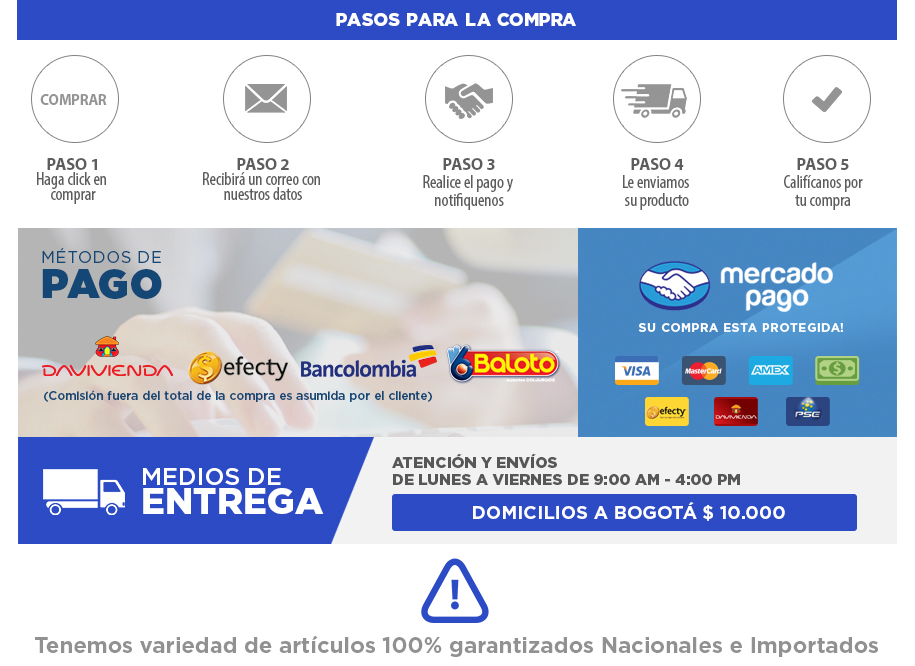 PASOS PARA LA COMPRA
COMPRAR
PASO 1
Haga click en
comprar
PASO 2
Recibirá un correo con
nuestros datos
PASO 3
Realice el pago y
notifiquenos
PASO 4
Le enviamos
su producto
PASO 5
Califícanos por
tu compra
MÉTODOS DE
PAGO
DAVIVIENDA
efecty
Bancolombia
Baloto
(Comisión fuera del total de la compra es asumida por el cliente)
mercado
pago
SU COMPRA ESTA PROTEGIDA!
VISA
MasterCard
AMEX
$
efecty
DAVIVIENDA
PSE
MEDIOS DE
ENTREGA
ATENCIÓN Y ENVÍOS
DE LUNES A VIERNES DE 9:00 AM - 4:00 PM
DOMICILIOS A BOGOTÁ $ 10.000
!
Tenemos variedad de artículos 100% garantizados Nacionales e Importados